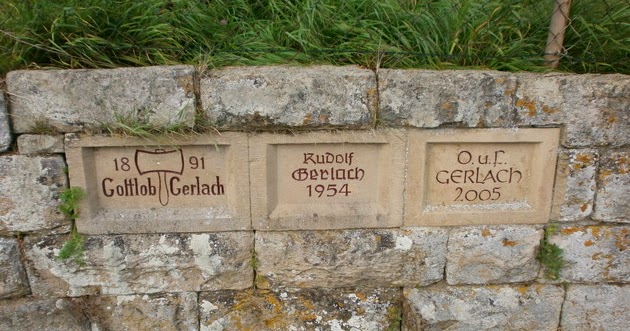 18 91
Gottlob Gerlach
Rudolf
Gerlach
1954
O. u. L.
GERLACH
2005